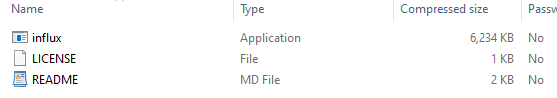 Name Type Compressed size Passw
influx Application 6,234 KB No
LICENSE File 1 KB No
README MD File 2 KB No